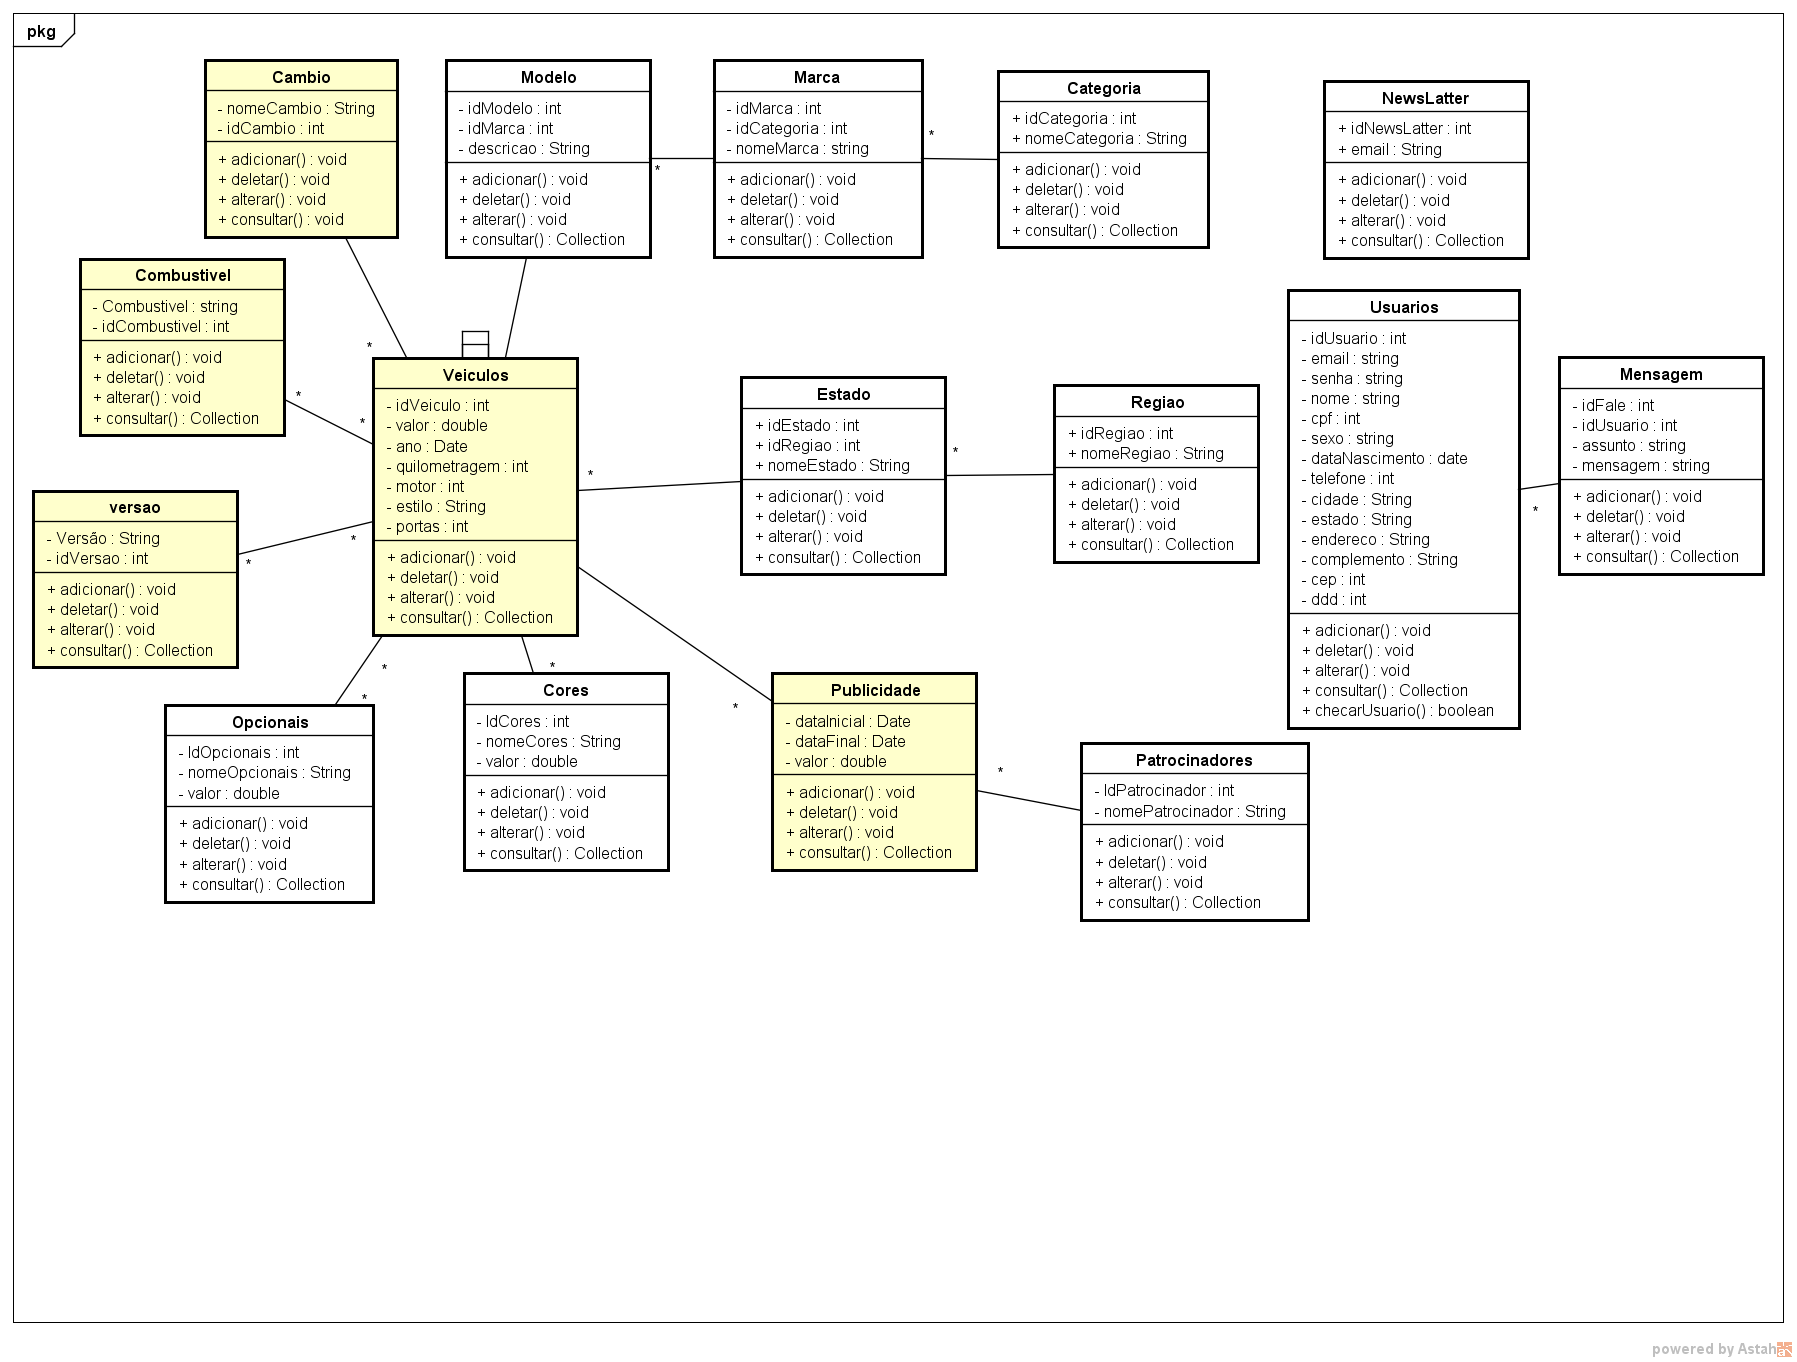 pkg
Cambio
- nomeCambio : String
- idCambio : int
+ adicionar() : void
+ deletar() : void
+ alterar() : void
+ consultar() : void
Modelo
- idModelo : int
- idMarca : int
- descricao : String
+ adicionar() : void
+ deletar() : void
+ alterar() : void
+ consultar() : Collection
*
Marca
- idMarca : int
- idCategoria : int
- nomeMarca : string
+ adicionar() : void
+ deletar() : void
+ alterar() : void
+ consultar() : Collection
*
Categoria
+ idCategoria : int
+ nomeCategoria : String
+ adicionar() : void
+ deletar() : void
+ alterar() : void
+ consultar() : Collection
NewsLatter
+ idNewsLatter : int
+ email : String
+ adicionar() : void
+ deletar() : void
+ alterar() : void
+ consultar() : Collection
Combustivel
- Combustivel : string
- idCombustivel : int
+ adicionar() : void
+ deletar() : void
+ alterar() : void
+ consultar() : Collection
*
*
*
Veiculos
- idVeiculo : int
- valor : double
- ano : Date
- quilometragem : int
- motor : int
- estilo : String
- portas : int
+ adicionar() : void
+ deletar() : void
+ alterar() : void
+ consultar() : Collection
*
Estado
+ idEstado : int
+ idRegiao : int
+ nomeEstado : String
+ adicionar() : void
+ deletar() : void
+ alterar() : void
+ consultar() : Collection
*
Regiao
+ idRegiao : int
+ nomeRegiao : String
+ adicionar() : void
+ deletar() : void
+ alterar() : void
+ consultar() : Collection
Usuarios
- idUsuario : int
- email : string
- senha : string
- nome : string
- cpf : int
- sexo : string
- dataNascimento : date
- telefone : int
- cidade : String
- estado : String
- endereco : String
- complemento : String
- cep : int
- ddd : int
+ adicionar() : void
+ deletar() : void
+ alterar() : void
+ consultar() : Collection
+ checarUsuario() : boolean
*
Mensagem
- idFale : int
- idUsuario : int
- assunto : string
- mensagem : string
+ adicionar() : void
+ deletar() : void
+ alterar() : void
+ consultar() : Collection
versao
- Versão : String
- idVersao : int
+ adicionar() : void
+ deletar() : void
+ alterar() : void
+ consultar() : Collection
*
*
*
*
Opcionais
- IdOpcionais : int
- nomeOpcionais : String
- valor : double
+ adicionar() : void
+ deletar() : void
+ alterar() : void
+ consultar() : Collection
*
Cores
- IdCores : int
- nomeCores : String
- valor : double
+ adicionar() : void
+ deletar() : void
+ alterar() : void
+ consultar() : Collection
*
Publicidade
- dataInicial : Date
- dataFinal : Date
- valor : double
+ adicionar() : void
+ deletar() : void
+ alterar() : void
+ consultar() : Collection
*
Patrocinadores
- IdPatrocinador : int
- nomePatrocinador : String
+ adicionar() : void
+ deletar() : void
+ alterar() : void
+ consultar() : Collection
powered by Astah